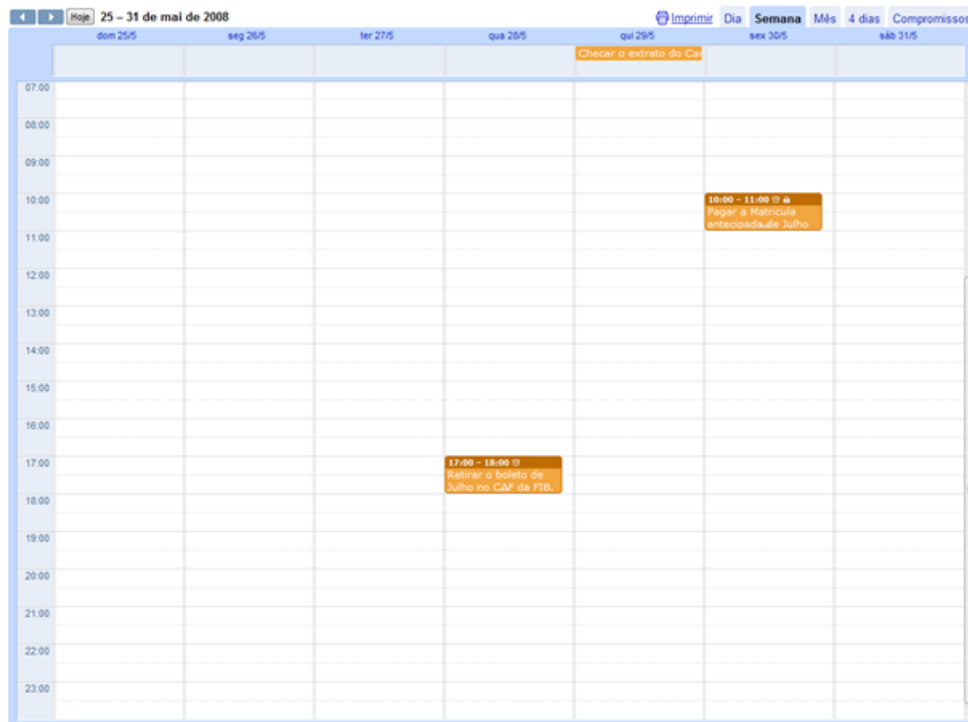 Hoje 25 – 31 de mai de 2008 Imprimir Dia Semana Mês 4 dias Compromissos
dom 25/5 seg 26/5 ter 27/5 qua 28/5 qui 29/5 sex 30/5 sáb 31/5
Checar o extrato do Car
07:00
08:00
09:00
10:00
10:00 – 11:00
Pagar a Matricula
antecipada de Julho
11:00
12:00
13:00
14:00
15:00
16:00
17:00
17:00 – 18:00
Retirar o boleto de
Julho no CAF da FIB.
18:00
19:00
20:00
21:00
22:00
23:00